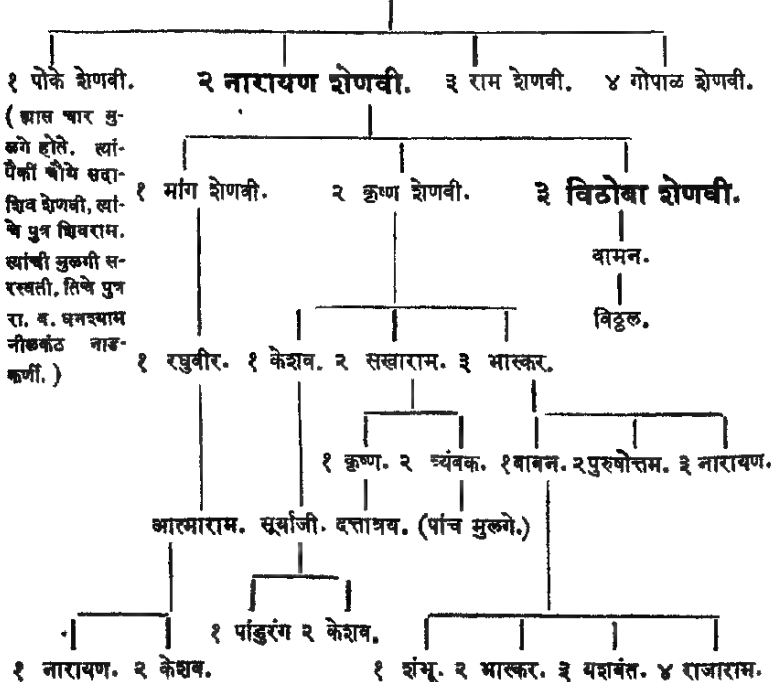 १ पोके शेणवी. २ नारायण शेणवी. ३ राम शेणवी. ४ गोपाळ शेणवी.
( ह्यास चार मु-
लगे होते. त्यां-
पैकीं चौथे सदा-
शिव शेणवी, त्यां-
चे पुत्र शिवराम.
त्यांची मुलगी स-
रस्वती, तिचे पुत्र
रा. ब. घनश्याम
नीळकंठ नाड-
कर्णी. )
१ मांग शेणवी. २ कृष्ण शेणवी. ३ विठोबा शेणवी.
वामन.
विठ्ठल.
१ रघुवीर. १ केशव. २ सखाराम. ३ भास्कर.
१ कृष्ण. २ त्र्यंबक. १ बाबन. २ पुरुषोत्तम. ३ नारायण.
आत्माराम. सूर्याजी. दत्तात्रय. (पांच मुलगे.)
१ पांडुरंग २ केशव.
१ नारायण. २ केशव. १ शंभू. २ भास्कर. ३ यशवंत. ४ राजाराम.